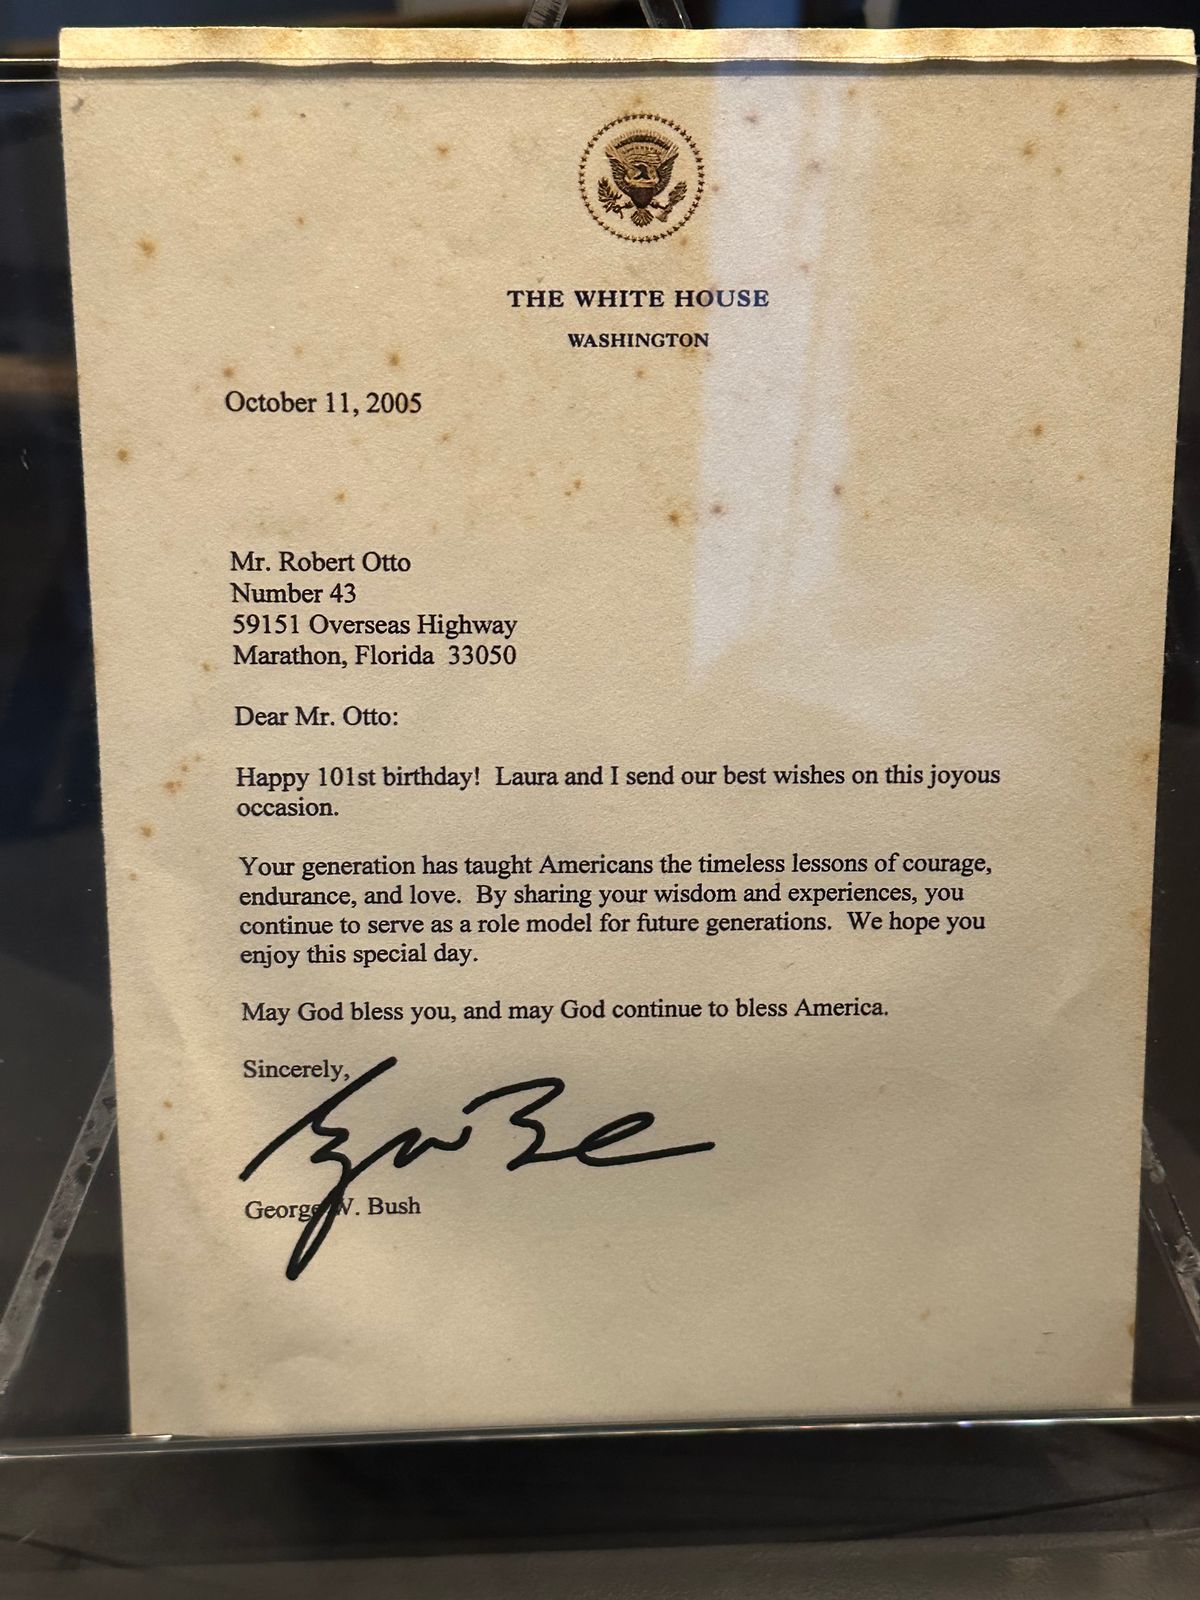 THE WHITE HOUSE
WASHINGTON
October 11, 2005
Mr. Robert Otto
Number 43
59151 Overseas Highway
Marathon, Florida 33050
Dear Mr. Otto:
Happy 101st birthday! Laura and I send our best wishes on this joyous
occasion.
Your generation has taught Americans the timeless lessons of courage,
endurance, and love. By sharing your wisdom and experiences, you
continue to serve as a role model for future generations. We hope you
enjoy this special day.
May God bless you, and may God continue to bless America.
Sincerely,
George W. Bush